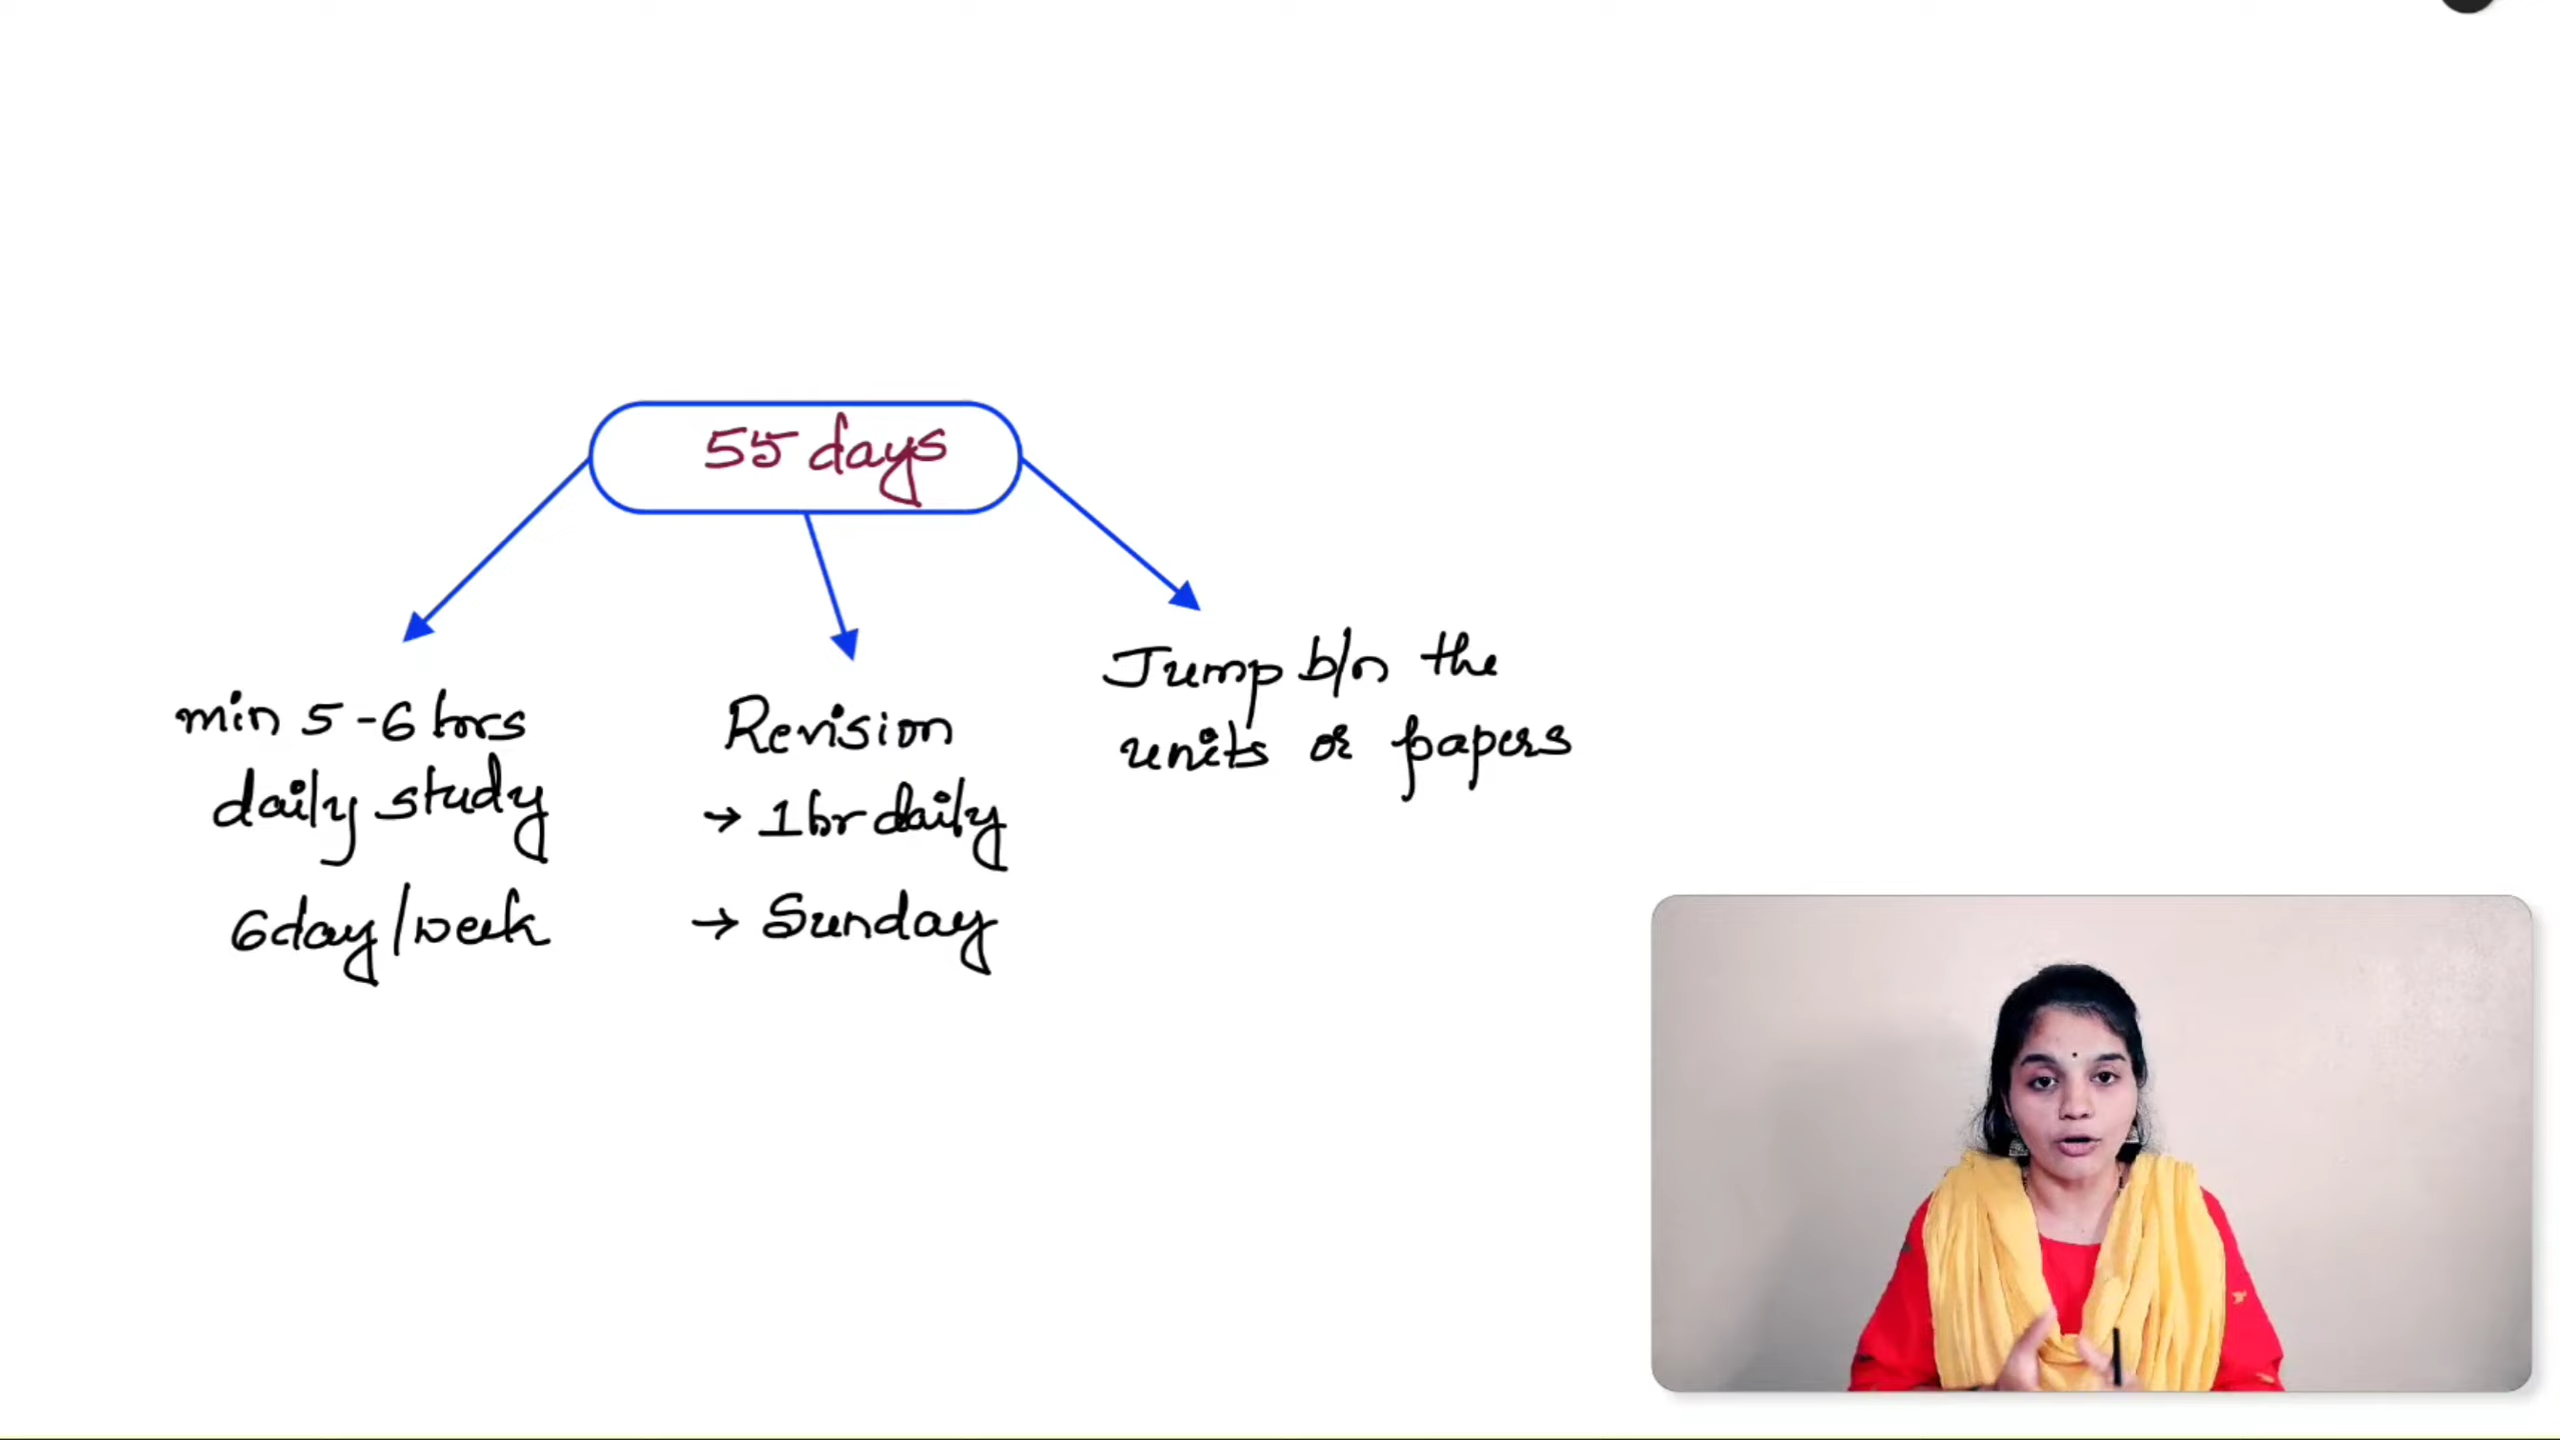 55 days
min 5-6 hrs
daily study
6day/week
Revision
→ 1hr daily
→ Sunday
Jump b/n the
units or papers